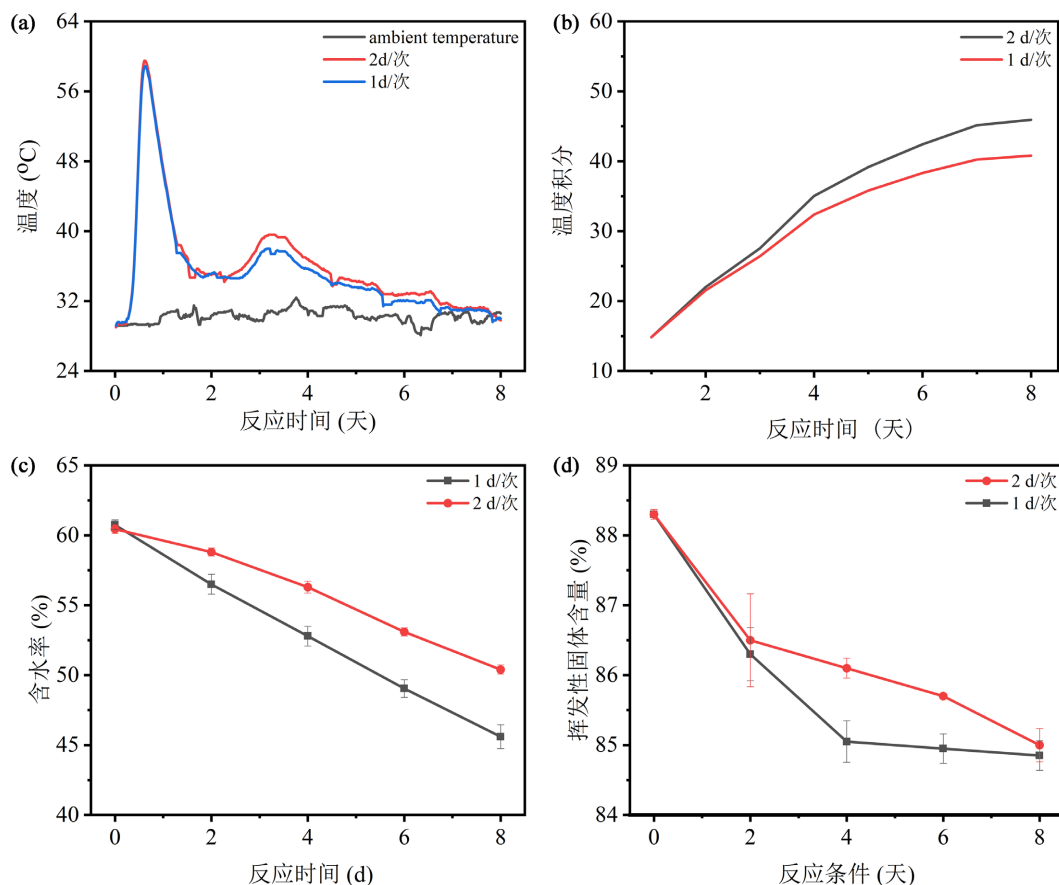 (a)
64
56
48
40
32
24
温度 (⁰C)
ambient temperature
2d/次
1d/次
0
2
4
6
8
反应时间 (天)
(b)
60
50
40
30
20
10
温度积分
2 d/次
1 d/次
2
4
6
8
反应时间 (天)
(c)
65
60
55
50
45
40
含水率 (%)
1 d/次
2 d/次
0
2
4
6
8
反应时间 (d)
(d)
89
88
87
86
85
84
挥发性固体含量 (%)
2 d/次
1 d/次
0
2
4
6
8
反应条件 (天)